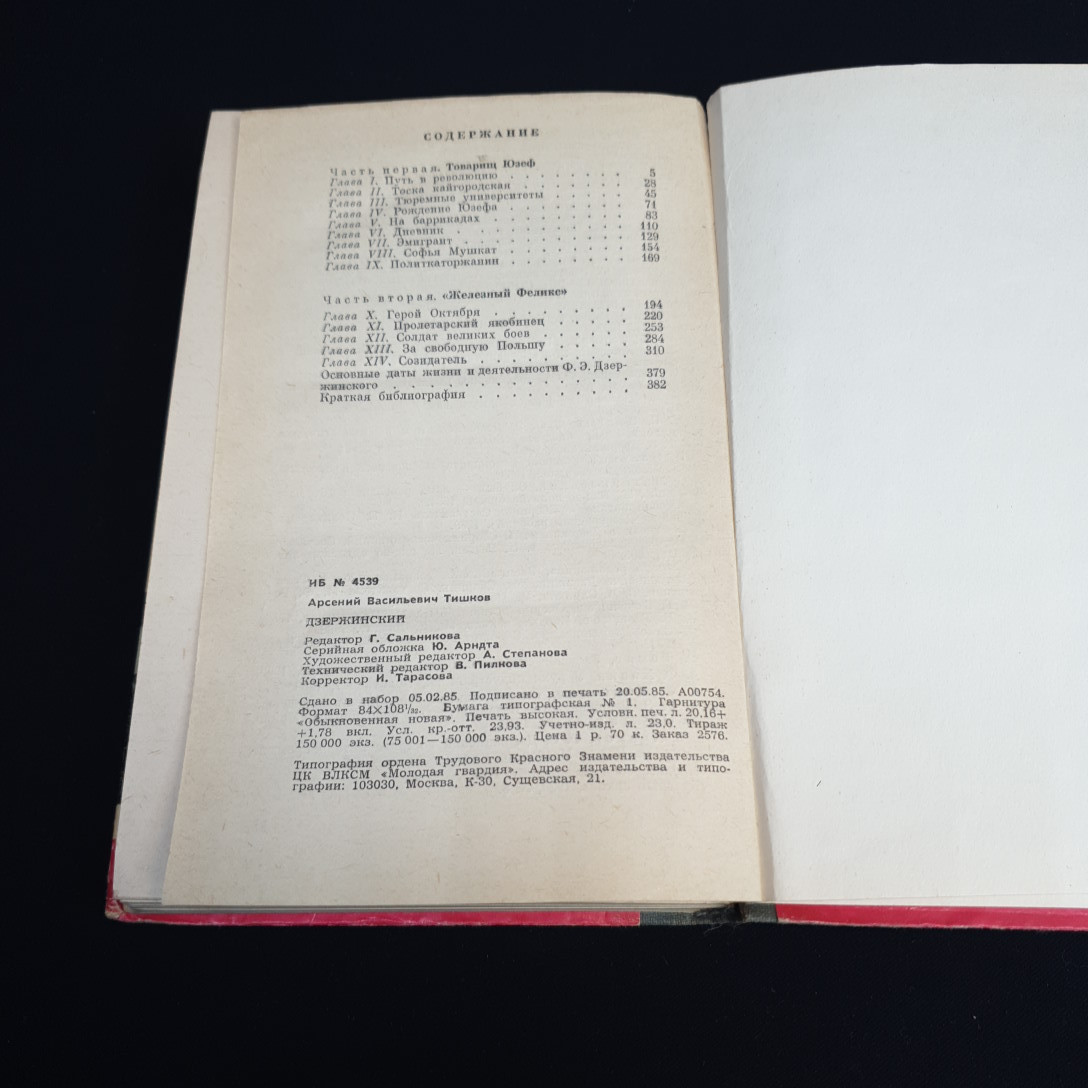 СОДЕРЖАНИЕ
Часть первая. Товарищ Юзеф
Глава I. Путь в революцию . . . . . . . . 5
Глава II. Тоска кайгородская . . . . . . . 28
Глава III. Тюремные университеты . . . . . 45
Глава IV. Рождение Юзефа . . . . . . . . 71
Глава V. На баррикадах . . . . . . . . . 83
Глава VI. Дневник . . . . . . . . . . . 110
Глава VII. Эмигрант . . . . . . . . . . 129
Глава VIII. Софья Мушкат . . . . . . . . 154
Глава IX. Политкаторжанин . . . . . . . 169
Часть вторая. «Железный Феликс»
Глава X. Герой Октября . . . . . . . . . 194
Глава XI. Пролетарский якобинец . . . . . 220
Глава XII. Солдат великих боев . . . . . . 253
Глава XIII. За свободную Польшу . . . . . 284
Глава XIV. Созидатель . . . . . . . . . 310
Основные даты жизни и деятельности Ф. Э. Дзер-
жинского . . . . . . . . . . . . . . 379
Краткая библиография . . . . . . . . . . 382
ИБ № 4539
Арсений Васильевич Тишков
ДЗЕРЖИНСКИЙ
Редактор Г. Сальникова
Серийная обложка Ю. Арндта
Художественный редактор А. Степанова
Технический редактор В. Пилкова
Корректор И. Тарасова
Сдано в набор 05.02.85. Подписано в печать 20.05.85. А00754.
Формат 84×108¹/₃₂. Бумага типографская № 1. Гарнитура
«Обыкновенная новая». Печать высокая. Условн. печ. л. 20,16+
+1,78 вкл. Усл. кр.-отт. 23,93. Учетно-изд. л. 23,0. Тираж
150 000 экз. (75 001—150 000 экз.). Цена 1 р. 70 к. Заказ 2576.
Типография ордена Трудового Красного Знамени издательства
ЦК ВЛКСМ «Молодая гвардия». Адрес издательства и типо-
графии: 103030, Москва, К-30, Сущевская, 21.